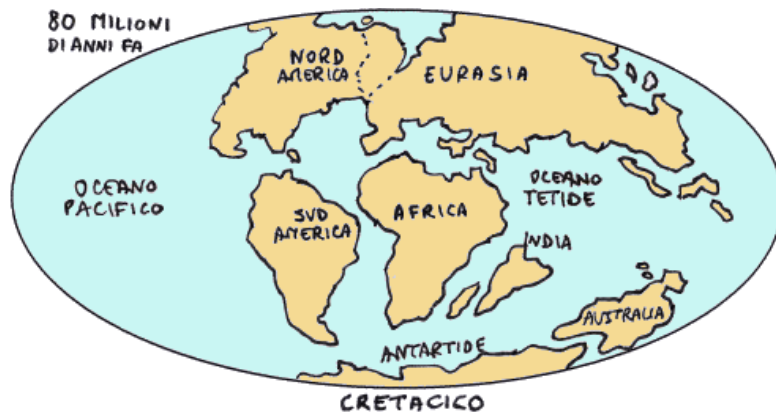 80 MILIONI
DI ANNI FA
NORD
AMERICA
EURASIA
OCEANO
PACIFICO
SUD
AMERICA
AFRICA
OCEANO
TETIDE
INDIA
AUSTRALIA
ANTARTIDE
CRETACICO